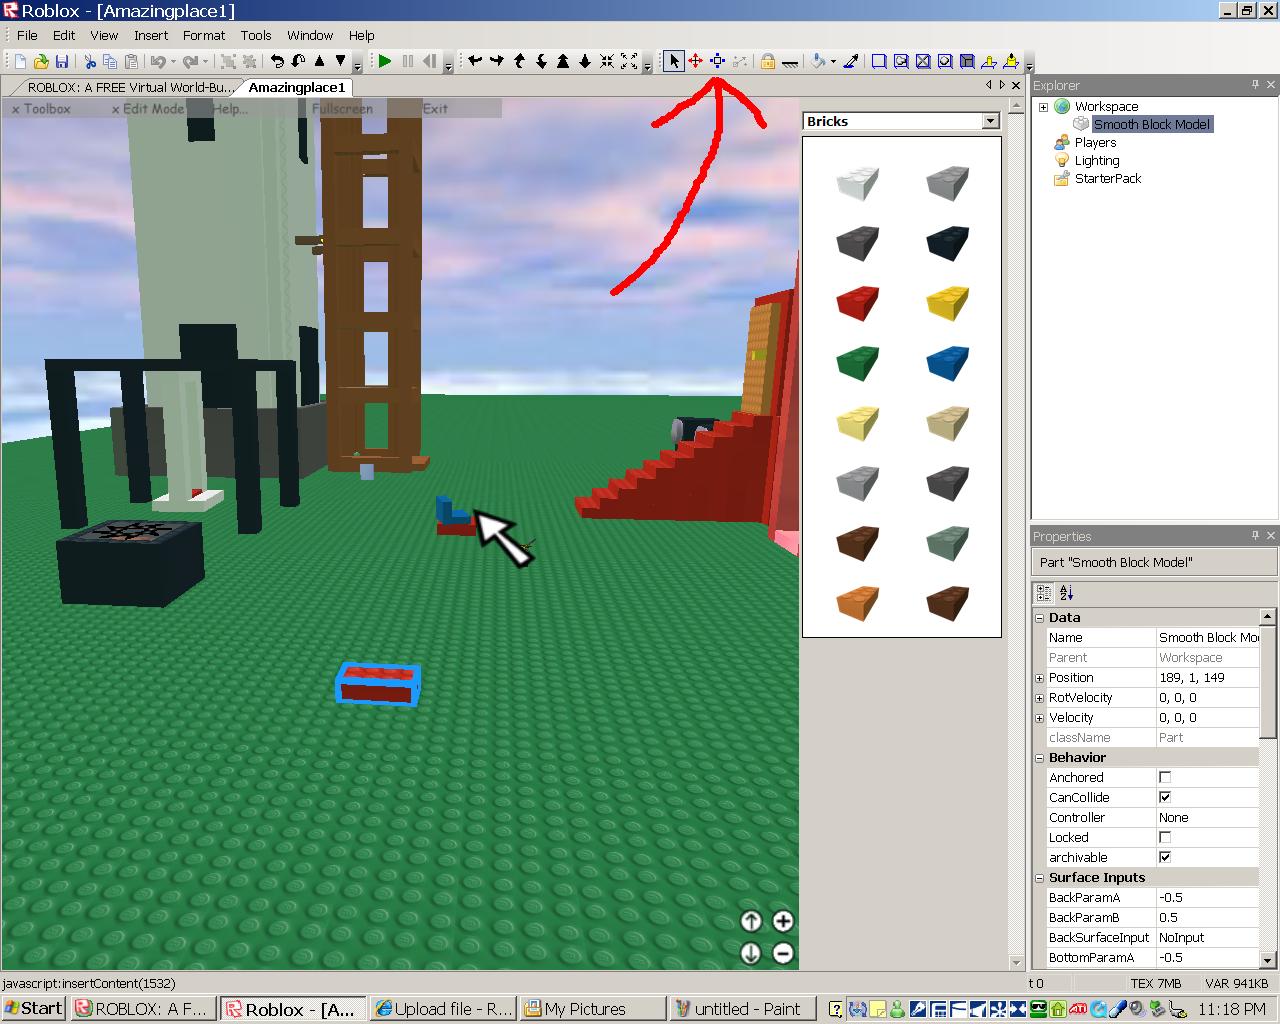 Roblox - [Amazingplace1]
File Edit View Insert Format Tools Window Help
ROBLOX: A FREE Virtual World-Bu... Amazingplace1
x Toolbox x Edit Mode Help... Fullscreen Exit
Bricks
Explorer
Workspace
Smooth Block Model
Players
Lighting
StarterPack
Properties
Part "Smooth Block Model"
Data
Name Smooth Block Mo
Parent Workspace
Position 189, 1, 149
RotVelocity 0, 0, 0
Velocity 0, 0, 0
className Part
Behavior
Anchored
CanCollide
Controller None
Locked
archivable
Surface Inputs
BackParamA -0.5
BackParamB 0.5
BackSurfaceInput NoInput
BottomParamA -0.5
javascript:insertContent(1532)
t 0 TEX 7MB VAR 941KB
Start ROBLOX: A F... Roblox - [A... Upload file - R... My Pictures untitled - Paint 11:18 PM